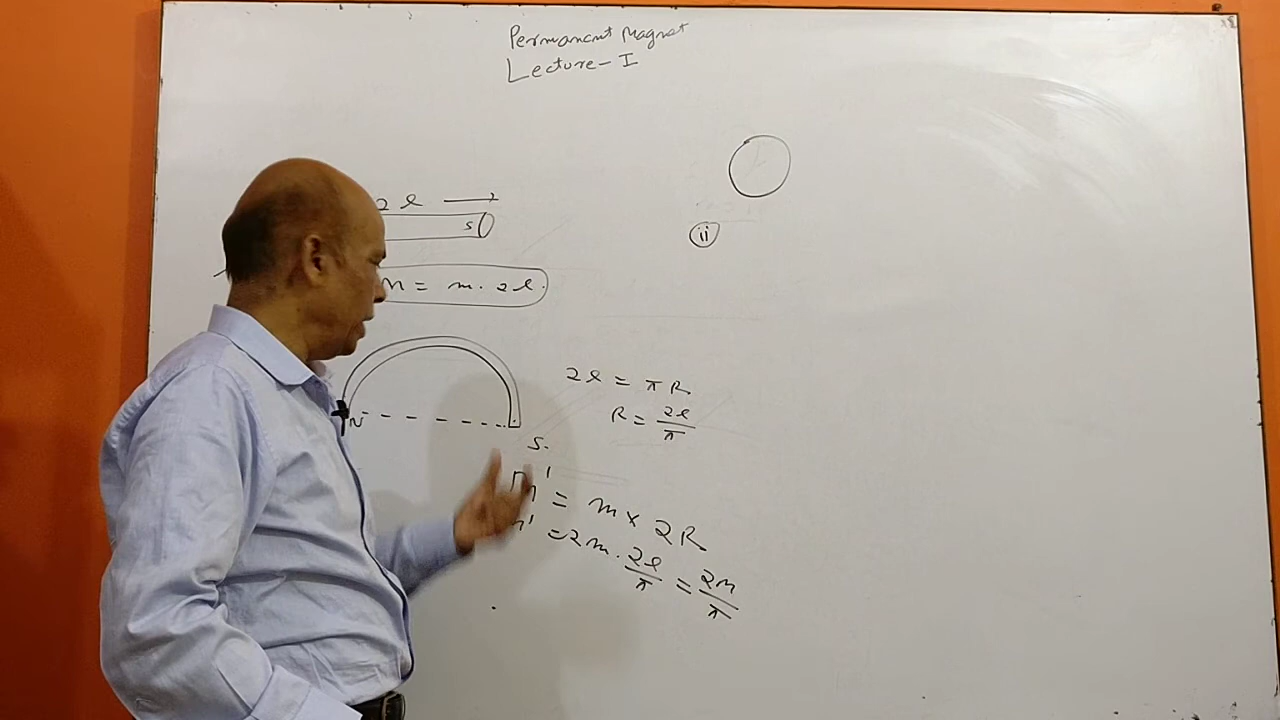 Permanent Magnet
Lecture - I
2l →
S
M = m . 2l.
N
S.
2l = πR
R = 2l/π
ii
M' = m × 2R
M' = 2m . 2l/π = 2M/π